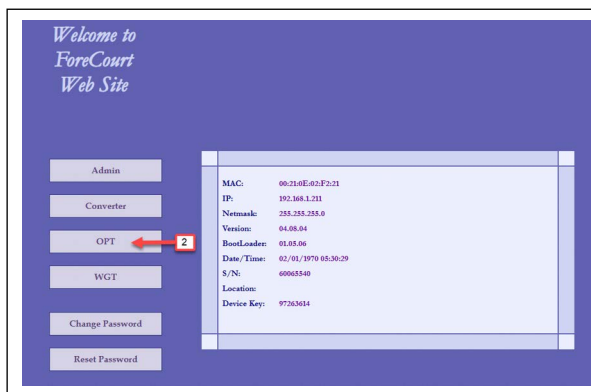 Welcome to
ForeCourt
Web Site
Admin
Converter
OPT
2
WGT
Change Password
Reset Password
MAC: 00:21:0E:02:F2:21
IP: 192.168.1.211
Netmask: 255.255.255.0
Version: 04.08.04
BootLoader: 01.05.06
Date/Time: 02/01/1970 05:30:29
S/N: 60065540
Location:
Device Key: 97263614